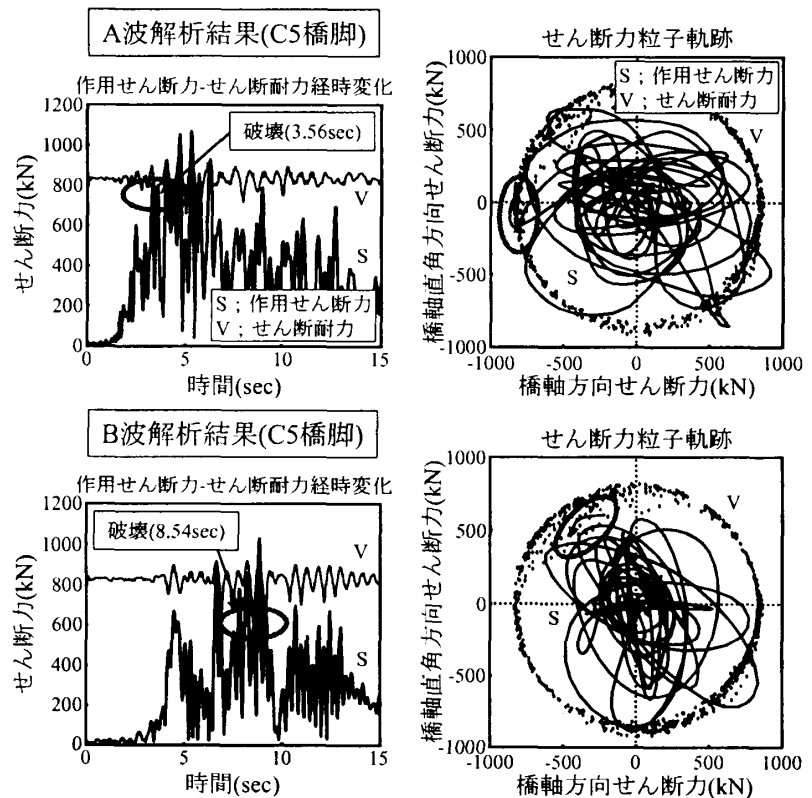 A波解析結果(C5橋脚)
作用せん断力-せん断耐力経時変化
せん断力(kN)
1200
1000
800
600
400
200
0
破壊(3.56sec)
V
S
S；作用せん断力
V；せん断耐力
0
5
10
15
時間(sec)
せん断力粒子軌跡
橋軸直角方向せん断力(kN)
1000
500
0
-500
-1000
S；作用せん断力
V；せん断耐力
V
S
-1000
-500
0
500
1000
橋軸方向せん断力(kN)
B波解析結果(C5橋脚)
作用せん断力-せん断耐力経時変化
せん断力(kN)
1200
1000
800
600
400
200
0
破壊(8.54sec)
V
S
0
5
10
15
時間(sec)
せん断力粒子軌跡
橋軸直角方向せん断力(kN)
1000
500
0
-500
-1000
V
S
-1000
-500
0
500
1000
橋軸方向せん断力(kN)